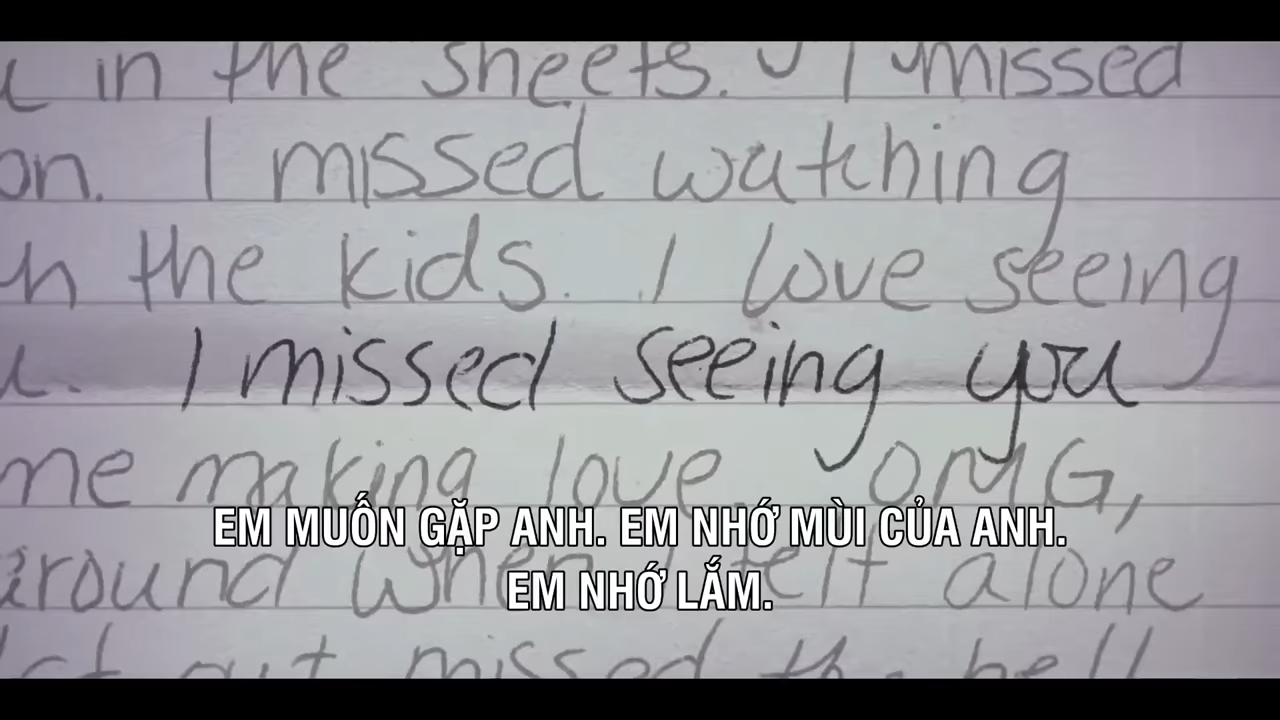 in the sheets. I missed
on. I missed watching
the kids. I love seeing
I missed seeing you
me making love. OMG,
EM MUỐN GẶP ANH. EM NHỚ MÙI CỦA ANH.
around when I felt alone
EM NHỚ LẮM.
out missed the hell